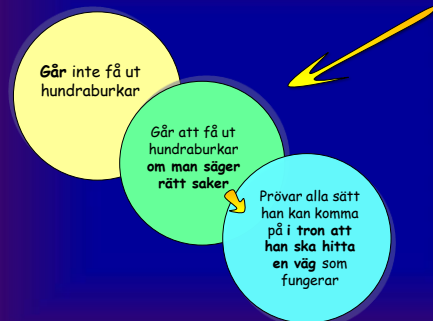 Går inte få ut
hundraburkar
Går att få ut
hundraburkar
om man säger
rätt saker
Prövar alla sätt
han kan komma
på i tron att
han ska hitta
en väg som
fungerar